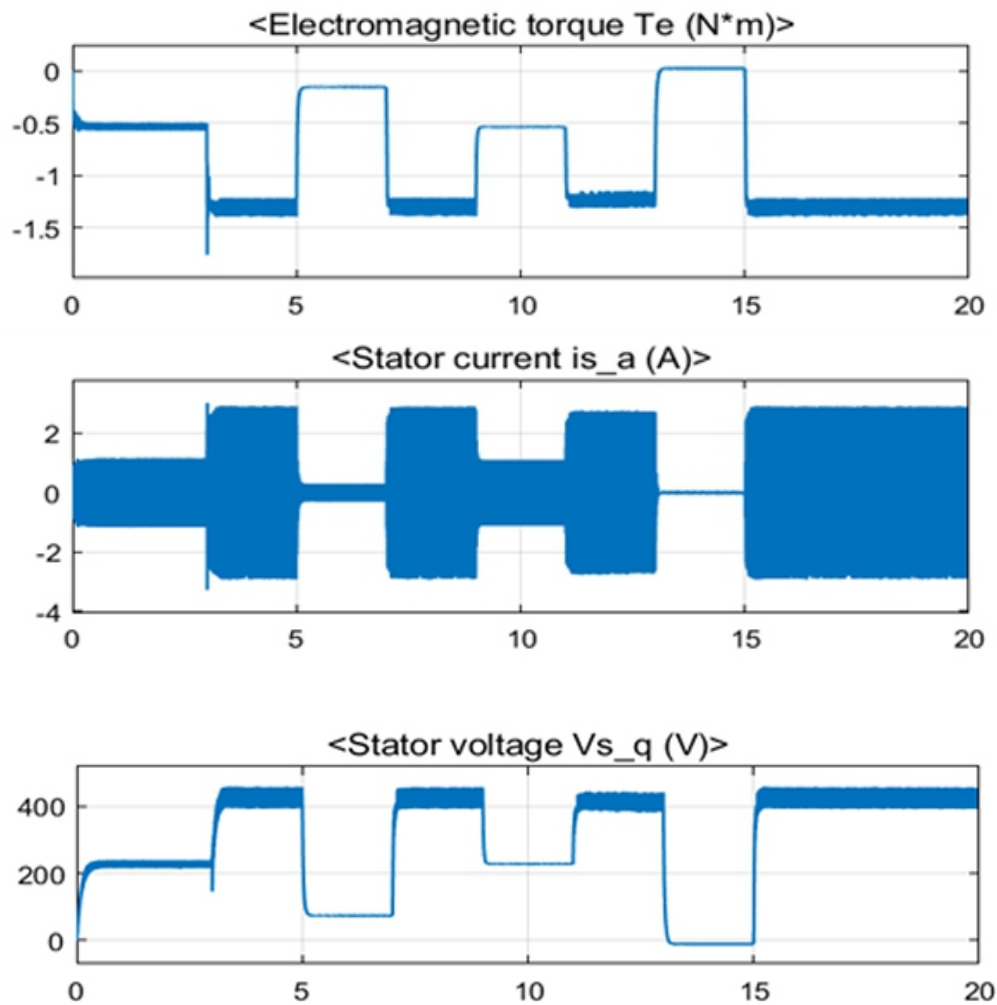 <Electromagnetic torque Te (N*m)>
0
-0.5
-1
-1.5
0 5 10 15 20
<Stator current is_a (A)>
2
0
-2
-4
0 5 10 15 20
<Stator voltage Vs_q (V)>
400
200
0
0 5 10 15 20